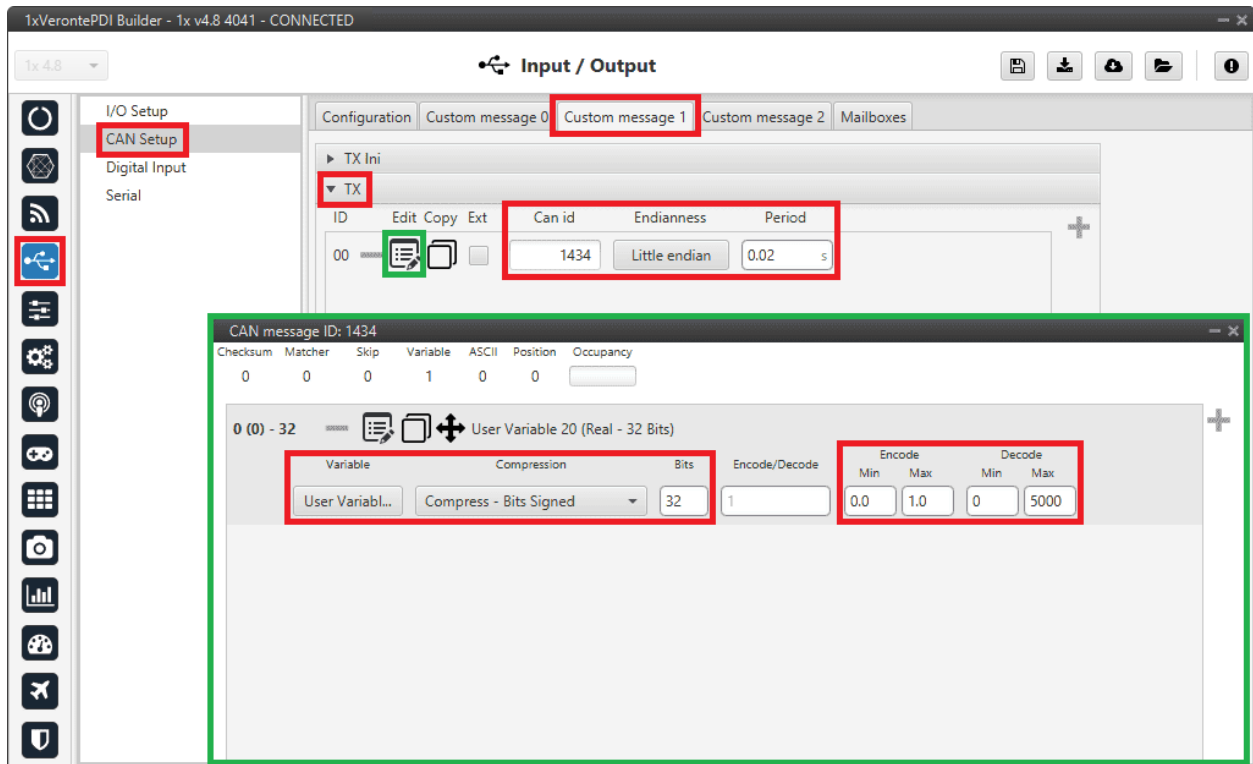 1xVerontePDI Builder - 1x v4.8 4041 - CONNECTED
1x 4.8
Input / Output
I/O Setup
CAN Setup
Digital Input
Serial
Configuration Custom message 0 Custom message 1 Custom message 2 Mailboxes
TX Ini
TX
ID Edit Copy Ext Can id Endianness Period
00 1434 Little endian 0.02 s
CAN message ID: 1434
Checksum Matcher Skip Variable ASCII Position Occupancy
0 0 0 1 0 0
0 (0) - 32 User Variable 20 (Real - 32 Bits)
Variable Compression Bits Encode/Decode Encode Decode
Min Max Min Max
User Variabl... Compress - Bits Signed 32 1 0.0 1.0 0 5000